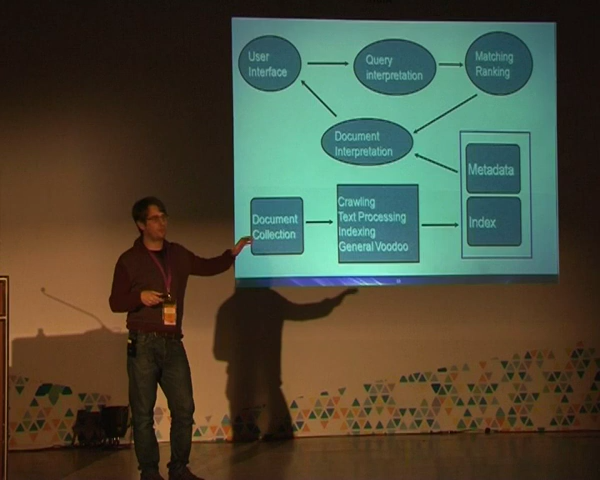 User
Interface
Query
interpretation
Matching
Ranking
Document
Interpretation
Metadata
Document
Collection
Crawling
Text Processing
Indexing
General Voodoo
Index